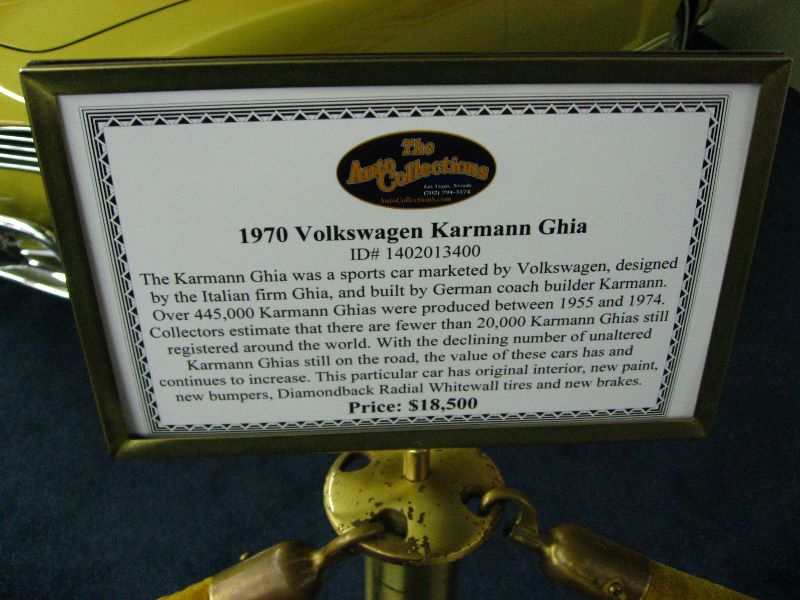 The
Auto
Collections
Las Vegas, Nevada
(702) 794-3174
AutoCollections.com
1970 Volkswagen Karmann Ghia
ID# 1402013400
The Karmann Ghia was a sports car marketed by Volkswagen, designed
by the Italian firm Ghia, and built by German coach builder Karmann.
Over 445,000 Karmann Ghias were produced between 1955 and 1974.
Collectors estimate that there are fewer than 20,000 Karmann Ghias still
registered around the world. With the declining number of unaltered
Karmann Ghias still on the road, the value of these cars has and
continues to increase. This particular car has original interior, new paint,
new bumpers, Diamondback Radial Whitewall tires and new brakes.
Price: $18,500